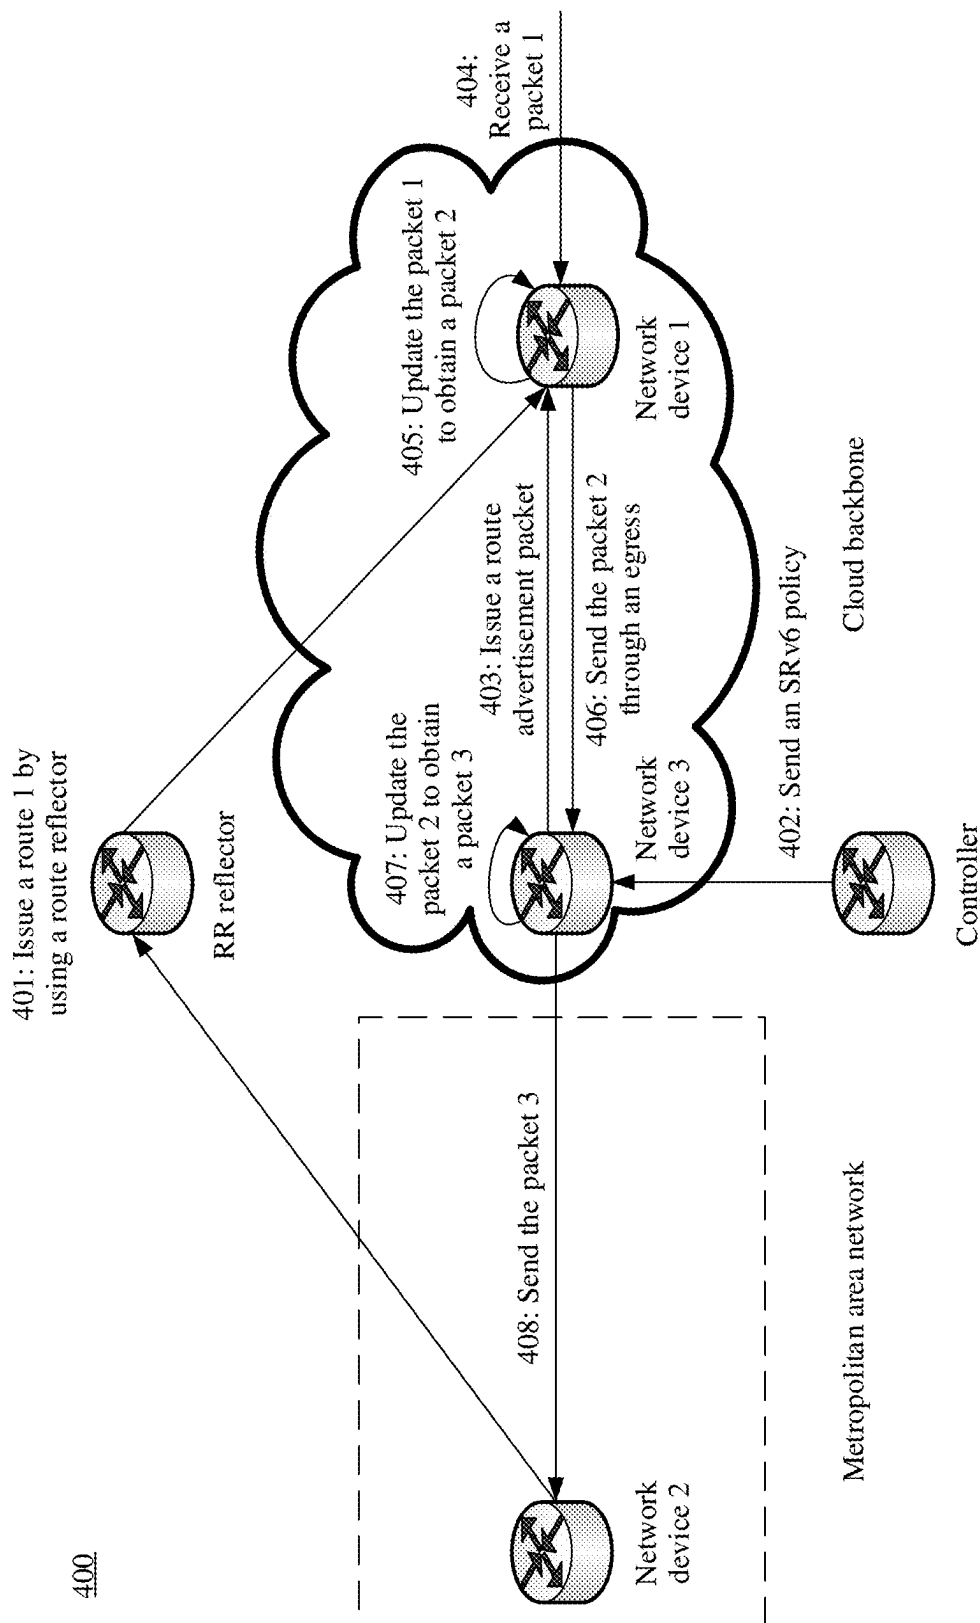 400
401: Issue a route 1 by
using a route reflector
RR reflector
404:
Receive a
packet 1
405: Update the packet 1
to obtain a packet 2
407: Update the
packet 2 to obtain
a packet 3
403: Issue a route
advertisement packet
406: Send the packet 2
through an egress
408: Send the packet 3
Network
device 2
Network
device 3
Network
device 1
402: Send an SRv6 policy
Metropolitan area network
Cloud backbone
Controller